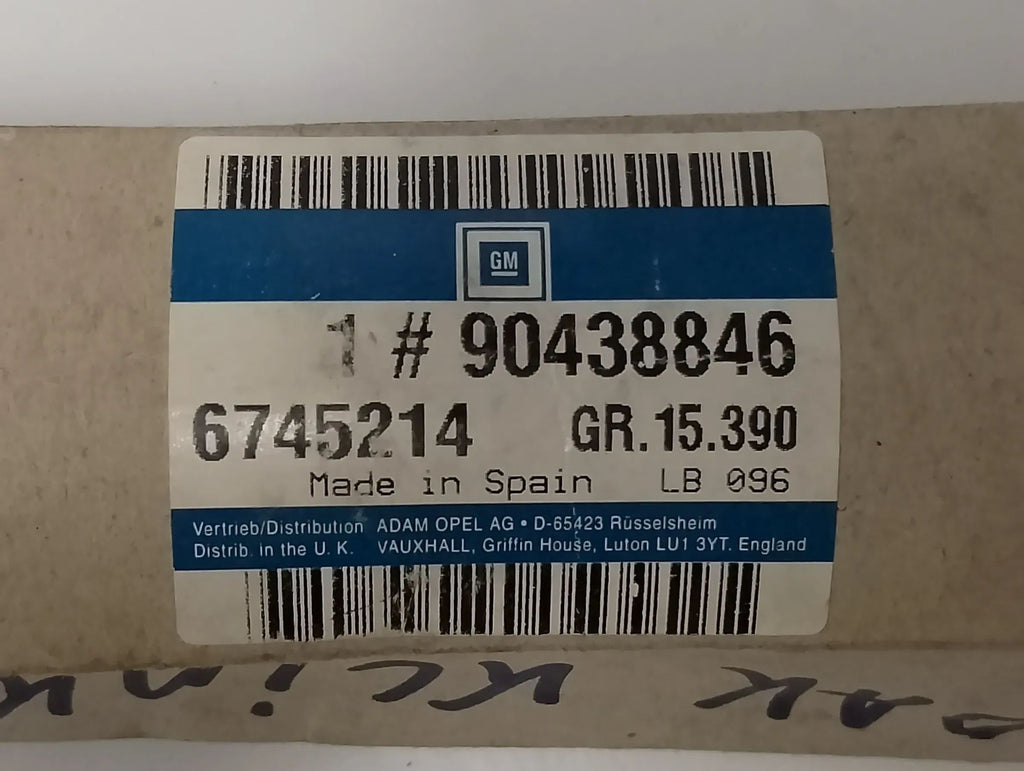 GM
1 # 90438846
6745214 GR.15.390
Made in Spain LB 096
Vertrieb/Distribution ADAM OPEL AG • D-65423 Rüsselsheim
Distrib. in the U. K. VAUXHALL, Griffin House, Luton LU1 3YT. England